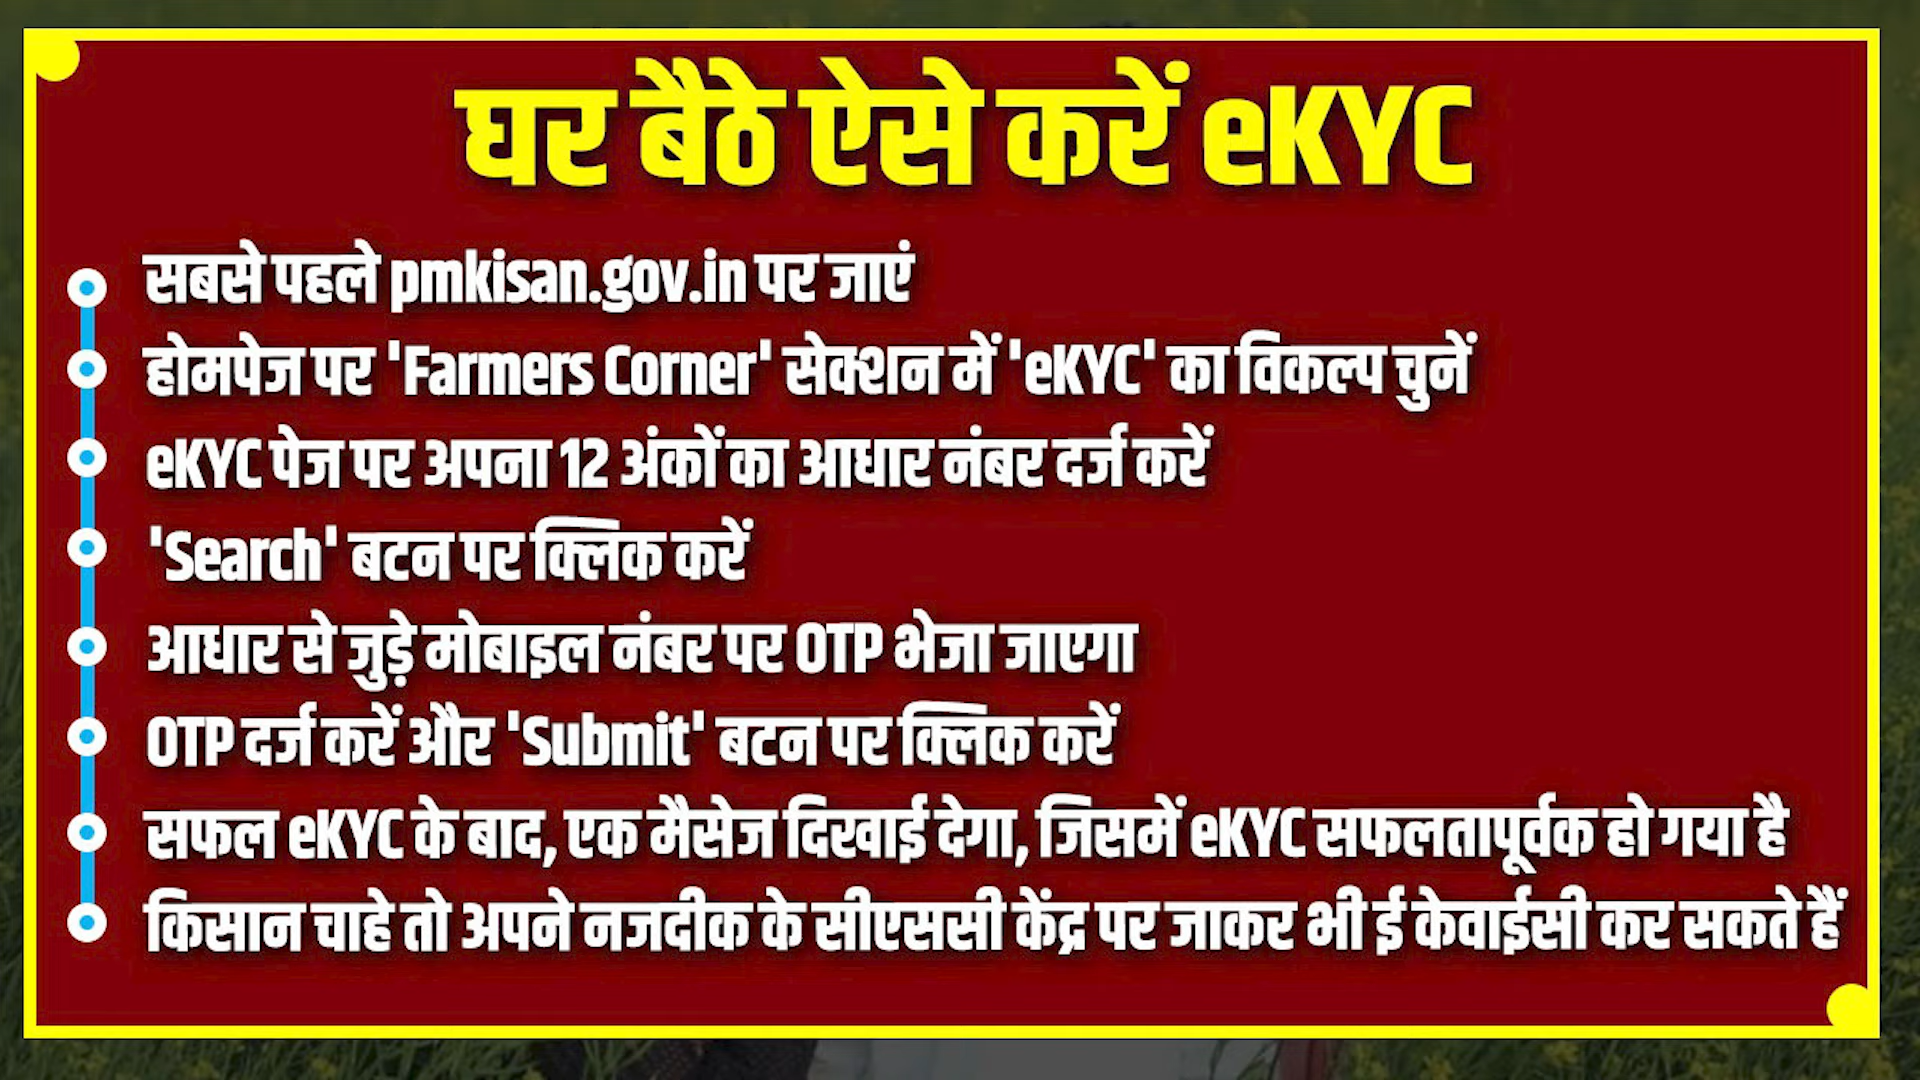 घर बैठे ऐसे करें eKYC
सबसे पहले pmkisan.gov.in पर जाएं
होमपेज पर 'Farmers Corner' सेक्शन में 'eKYC' का विकल्प चुनें
eKYC पेज पर अपना 12 अंकों का आधार नंबर दर्ज करें
'Search' बटन पर क्लिक करें
आधार से जुड़े मोबाइल नंबर पर OTP भेजा जाएगा
OTP दर्ज करें और 'Submit' बटन पर क्लिक करें
सफल eKYC के बाद, एक मैसेज दिखाई देगा, जिसमें eKYC सफलतापूर्वक हो गया है
किसान चाहे तो अपने नजदीक के सीएससी केंद्र पर जाकर भी ई केवाईसी कर सकते हैं